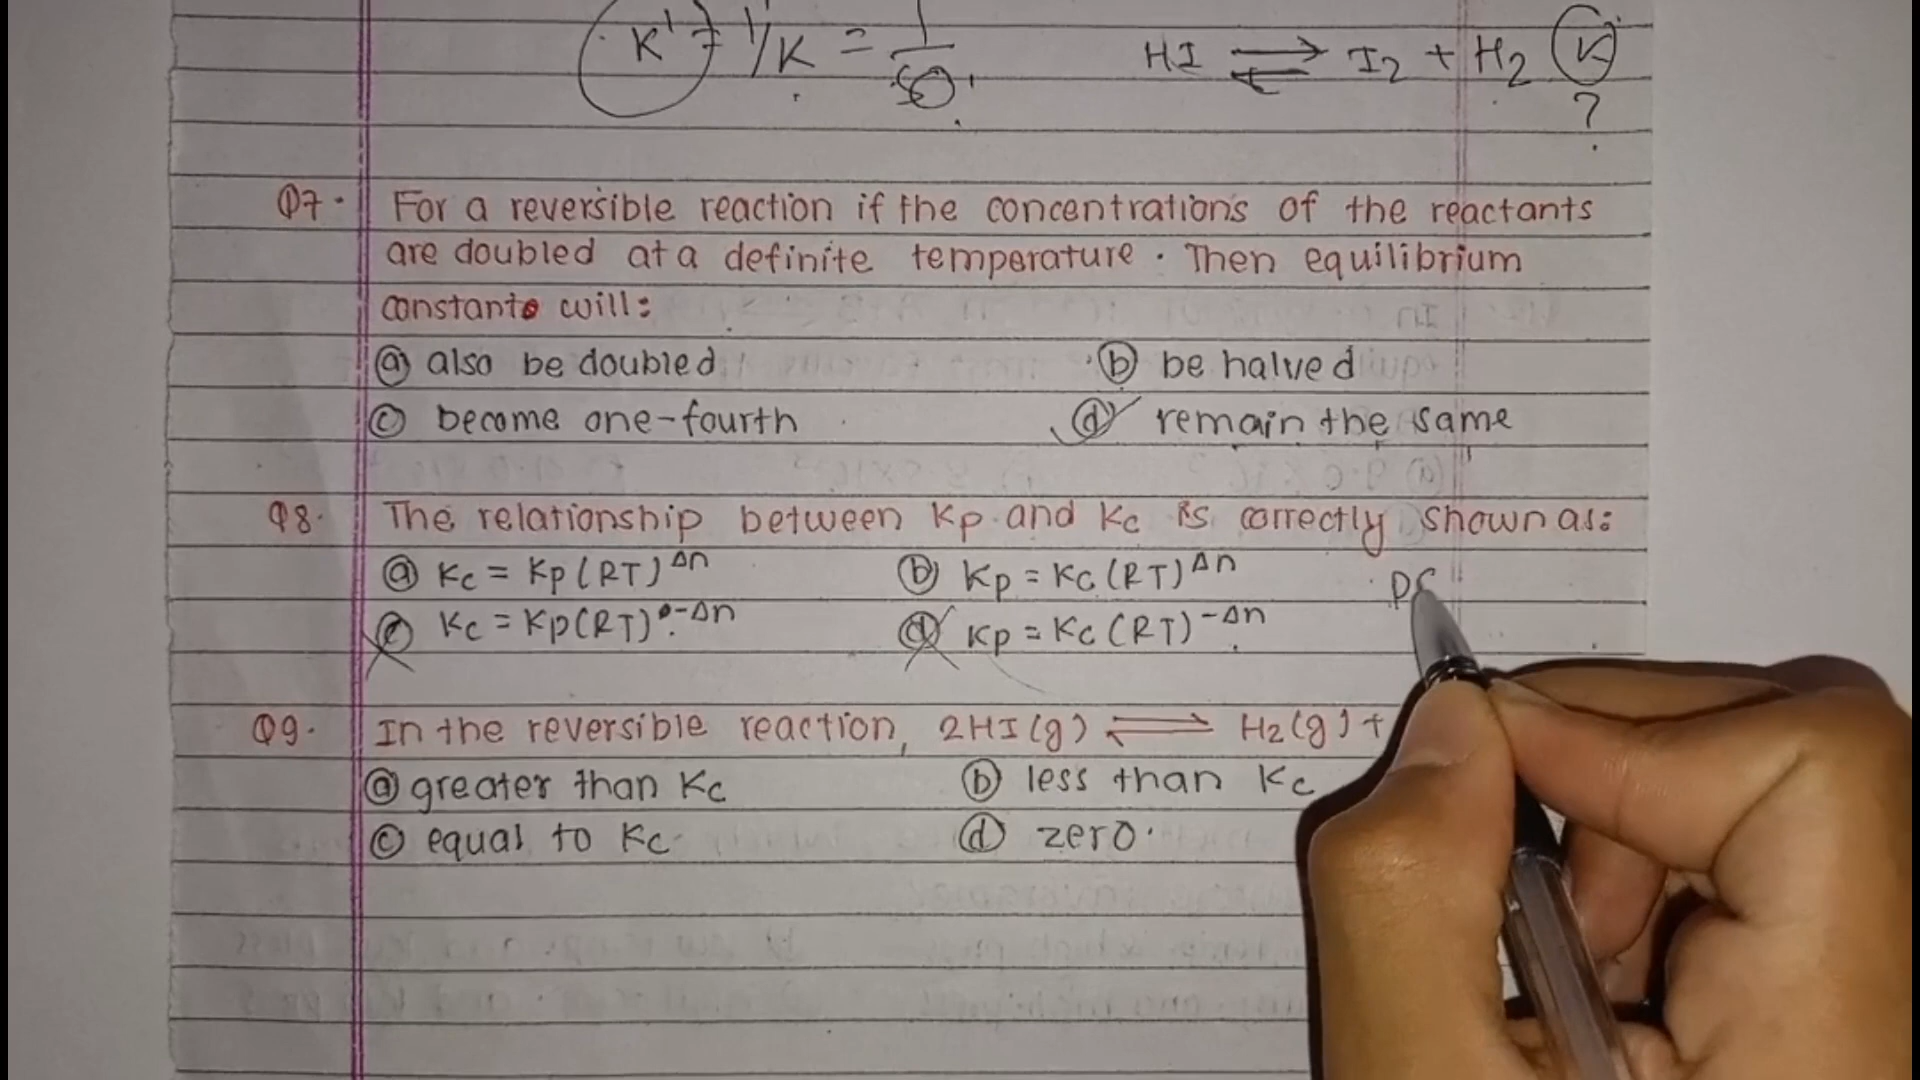 K' = 1/K = 1/50
HI ⇌ I2 + H2 K
?
Q7. For a reversible reaction if the concentrations of the reactants
are doubled at a definite temperature. Then equilibrium
constant will:
(a) also be doubled (b) be halved
(c) become one-fourth (d) remain the same
Q8. The relationship between Kp and Kc is correctly shown as:
(a) Kc = Kp (RT)^Δn (b) Kp = Kc (RT)^Δn
(c) Kc = Kp (RT)^-Δn (d) Kp = Kc (RT)^-Δn
Q9. In the reversible reaction, 2HI(g) ⇌ H2(g) +
(a) greater than Kc (b) less than Kc
(c) equal to Kc (d) zero.